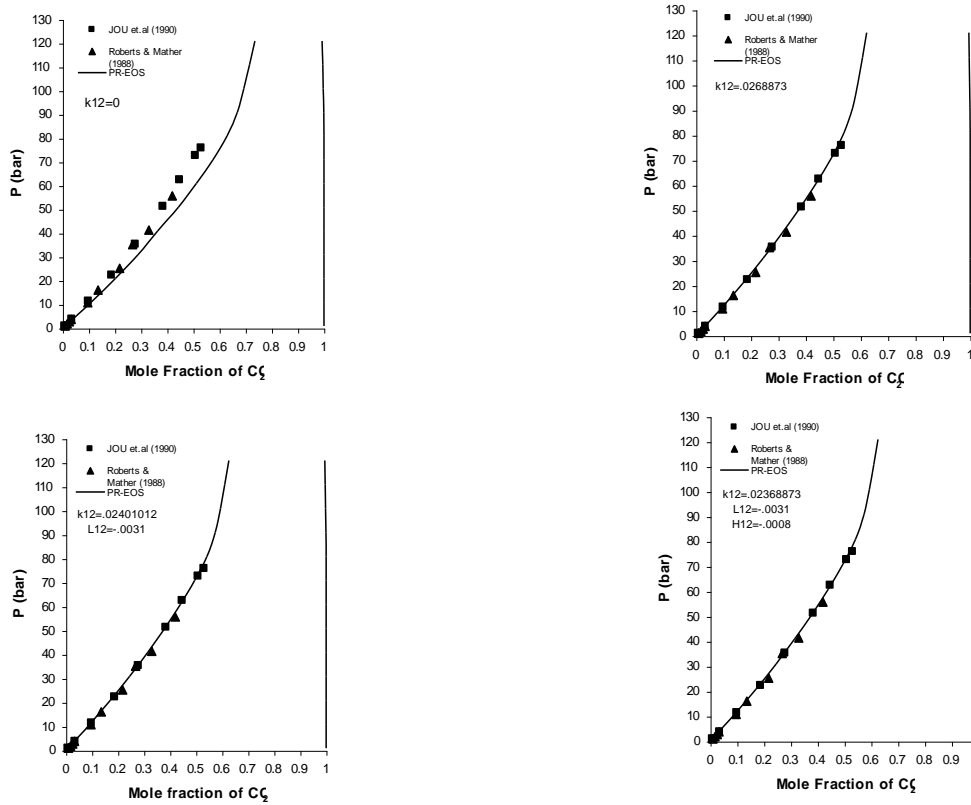 130
120
110
100
90
80
70
60
50
40
30
20
10
0
P (bar)
JOU et.al (1990)
Roberts & Mather
(1988)
PR-EOS
k12=0
0 0.1 0.2 0.3 0.4 0.5 0.6 0.7 0.8 0.9 1
Mole Fraction of CO2
130
120
110
100
90
80
70
60
50
40
30
20
10
0
P (bar)
JOU et.al (1990)
Roberts & Mather
(1988)
PR-EOS
k12=.0268873
0 0.1 0.2 0.3 0.4 0.5 0.6 0.7 0.8 0.9 1
Mole Fraction of CO2
130
120
110
100
90
80
70
60
50
40
30
20
10
0
P (bar)
JOU et.al (1990)
Roberts &
Mather (1988)
PR-EOS
k12=.02401012
L12=-.0031
0 0.1 0.2 0.3 0.4 0.5 0.6 0.7 0.8 0.9 1
Mole fraction of CO2
130
120
110
100
90
80
70
60
50
40
30
20
10
0
P (bar)
JOU et.al (1990)
Roberts &
Mather (1988)
PR-EOS
k12=.02368873
L12=-.0031
H12=-.0008
0 0.1 0.2 0.3 0.4 0.5 0.6 0.7 0.8 0.9
Mole Fraction of CO2